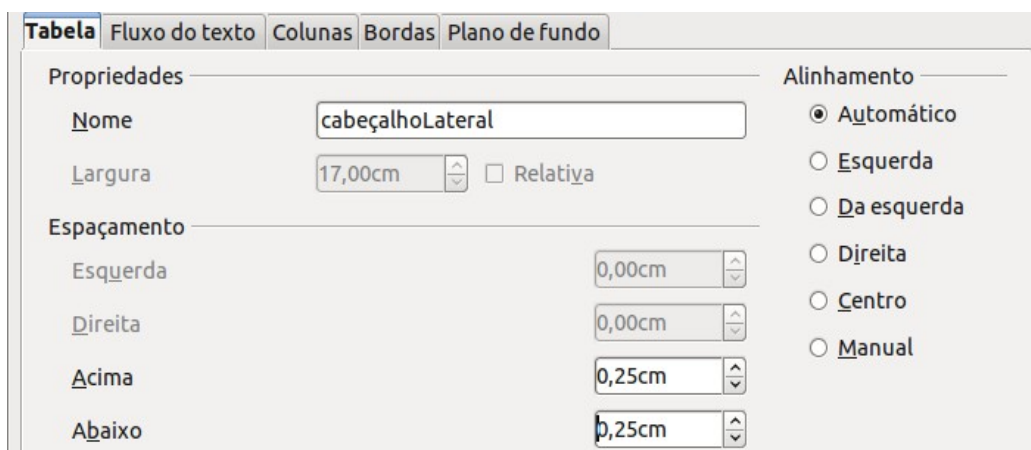 Tabela Fluxo do texto Colunas Bordas Plano de fundo
Propriedades
Nome cabeçalhoLateral
Largura 17,00cm Relativa
Espaçamento
Esquerda 0,00cm
Direita 0,00cm
Acima 0,25cm
Abaixo 0,25cm
Alinhamento
Automático
Esquerda
Da esquerda
Direita
Centro
Manual